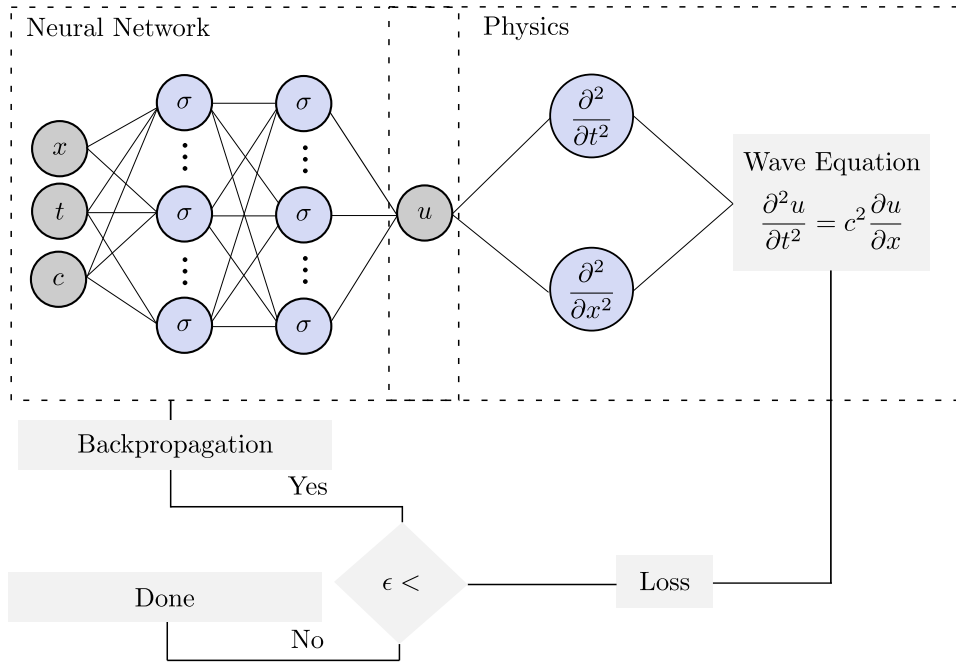 Neural Network
Physics
x
t
c
σ
σ
σ
σ
σ
σ
u
∂²/∂t²
∂²/∂x²
Wave Equation
∂²u/∂t² = c² ∂u/∂x
Backpropagation
Yes
ϵ <
Loss
Done
No